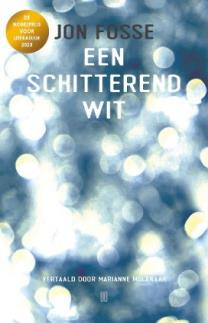 DE
NOBELPRIJS
VOOR
LITERATUUR
2023
JON FOSSE
EEN
SCHITTEREND
WIT
VERTAALD DOOR MARIANNE MOLENAAR